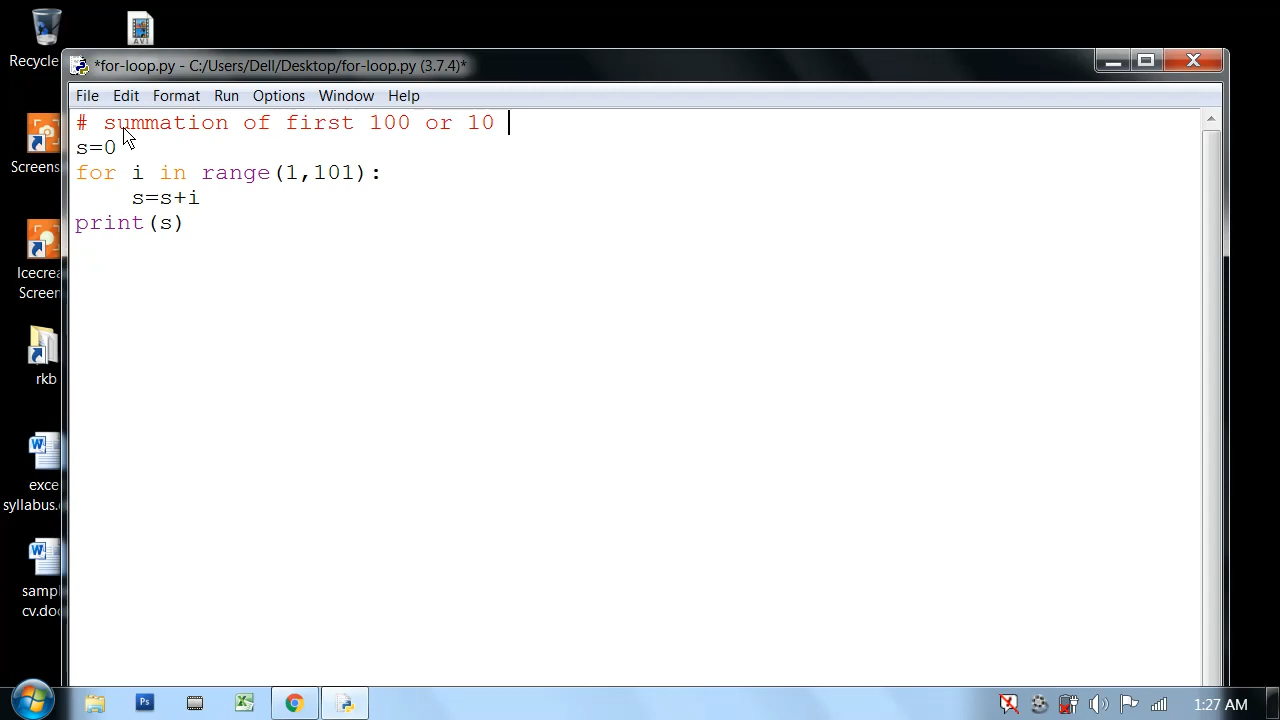 Recycle
AVI
*for-loop.py - C:/Users/Dell/Desktop/for-loop.py (3.7.4)*
File Edit Format Run Options Window Help
# summation of first 100 or 10
s=0
for i in range(1,101):
s=s+i
print(s)
Screens
Icecrea
Screen
rkb
exce
syllabus.
sampl
cv.doc
Ps
1:27 AM